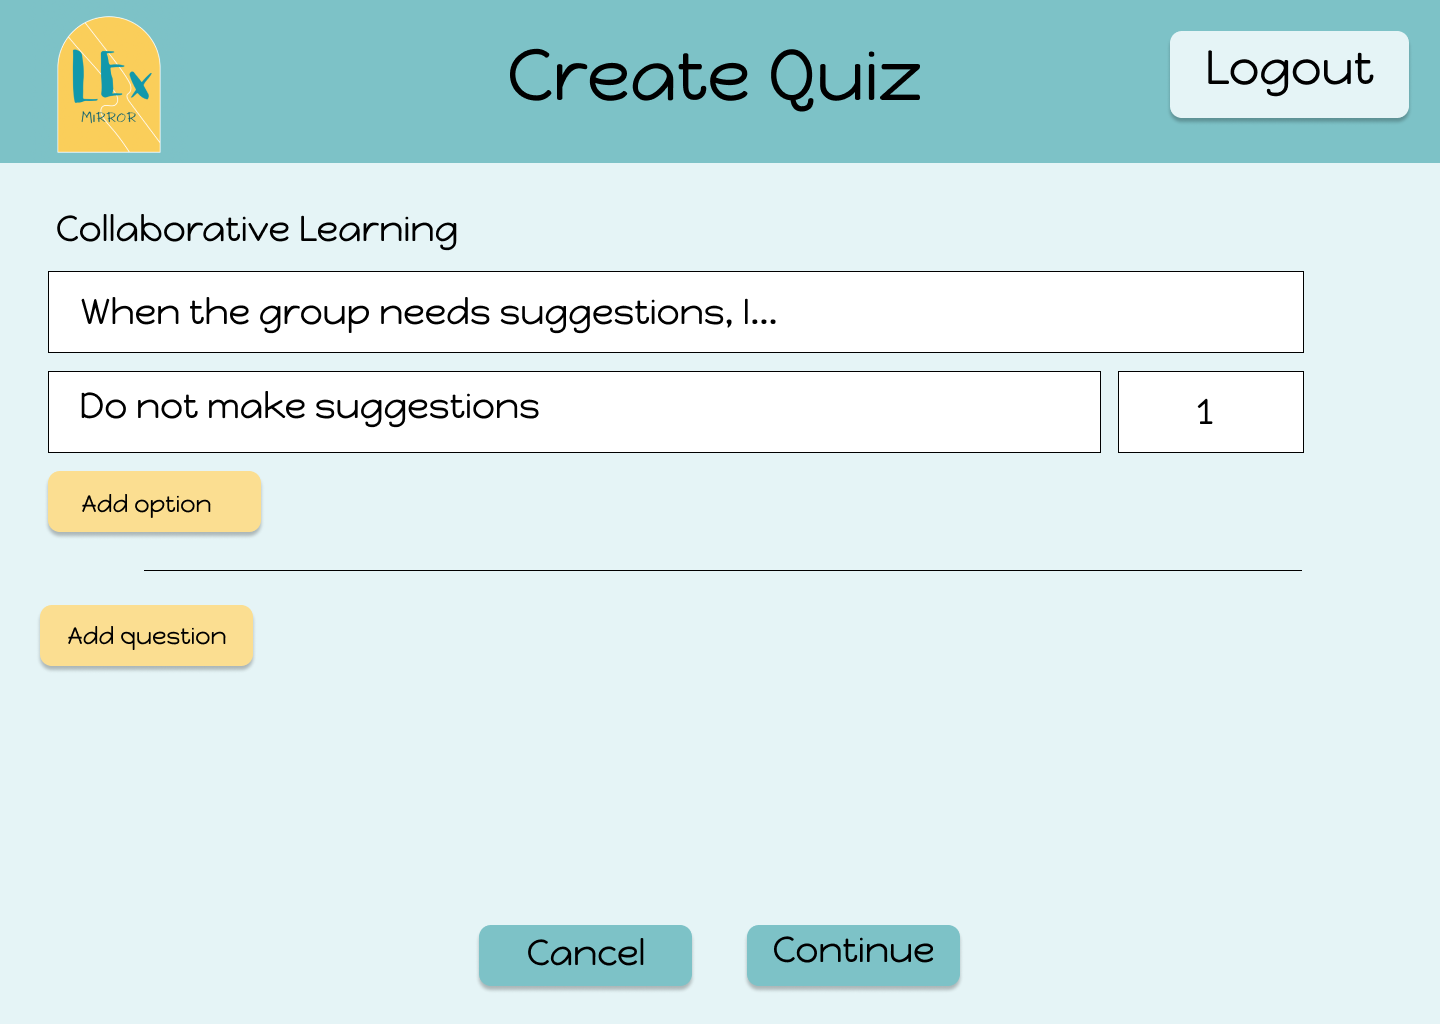 LEx
MIRROR
Create Quiz
Logout
Collaborative Learning
When the group needs suggestions, I...
Do not make suggestions
1
Add option
Add question
Cancel
Continue